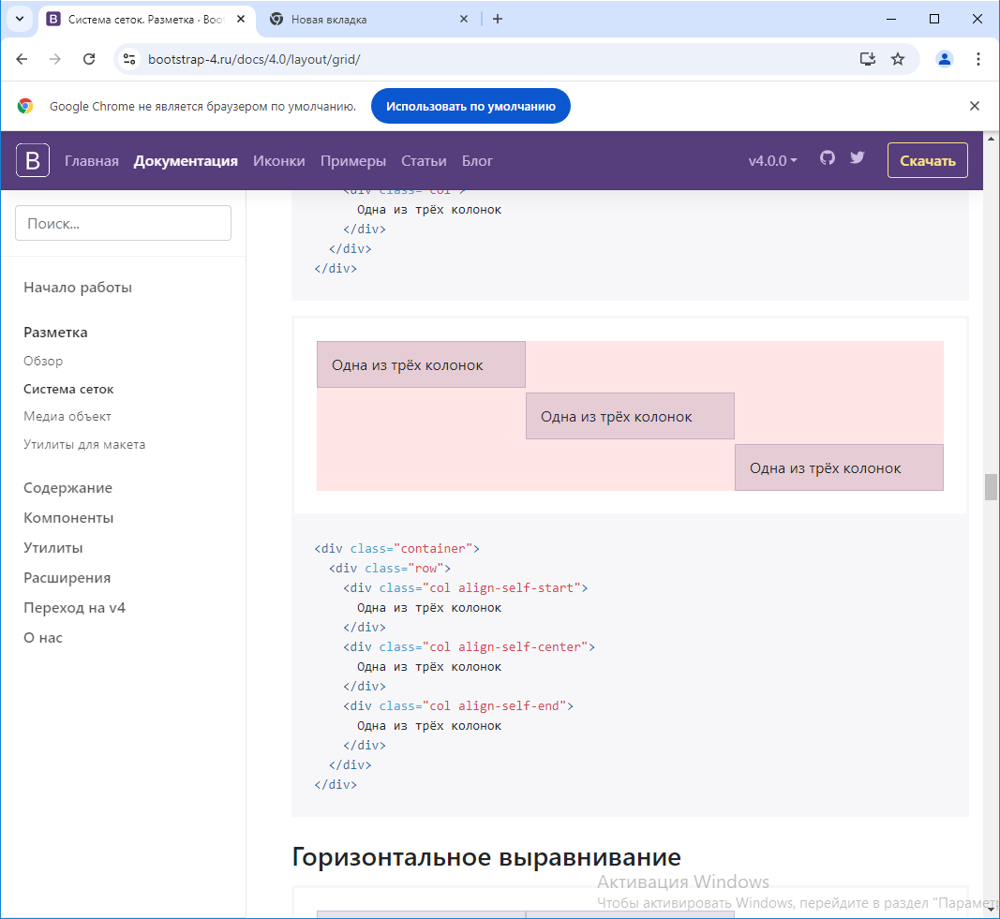 Система сеток. Разметка · Boo
Новая вкладка
bootstrap-4.ru/docs/4.0/layout/grid/
Google Chrome не является браузером по умолчанию.
Использовать по умолчанию
B Главная Документация Иконки Примеры Статьи Блог v4.0.0 Скачать
Поиск...
Начало работы
Разметка
Обзор
Система сеток
Медиа объект
Утилиты для макета
Содержание
Компоненты
Утилиты
Расширения
Переход на v4
О нас
<div class="col">
Одна из трёх колонок
</div>
</div>
</div>
Одна из трёх колонок
Одна из трёх колонок
Одна из трёх колонок
<div class="container">
<div class="row">
<div class="col align-self-start">
Одна из трёх колонок
</div>
<div class="col align-self-center">
Одна из трёх колонок
</div>
<div class="col align-self-end">
Одна из трёх колонок
</div>
</div>
</div>
Горизонтальное выравнивание
Активация Windows
Чтобы активировать Windows, перейдите в раздел "Парамет